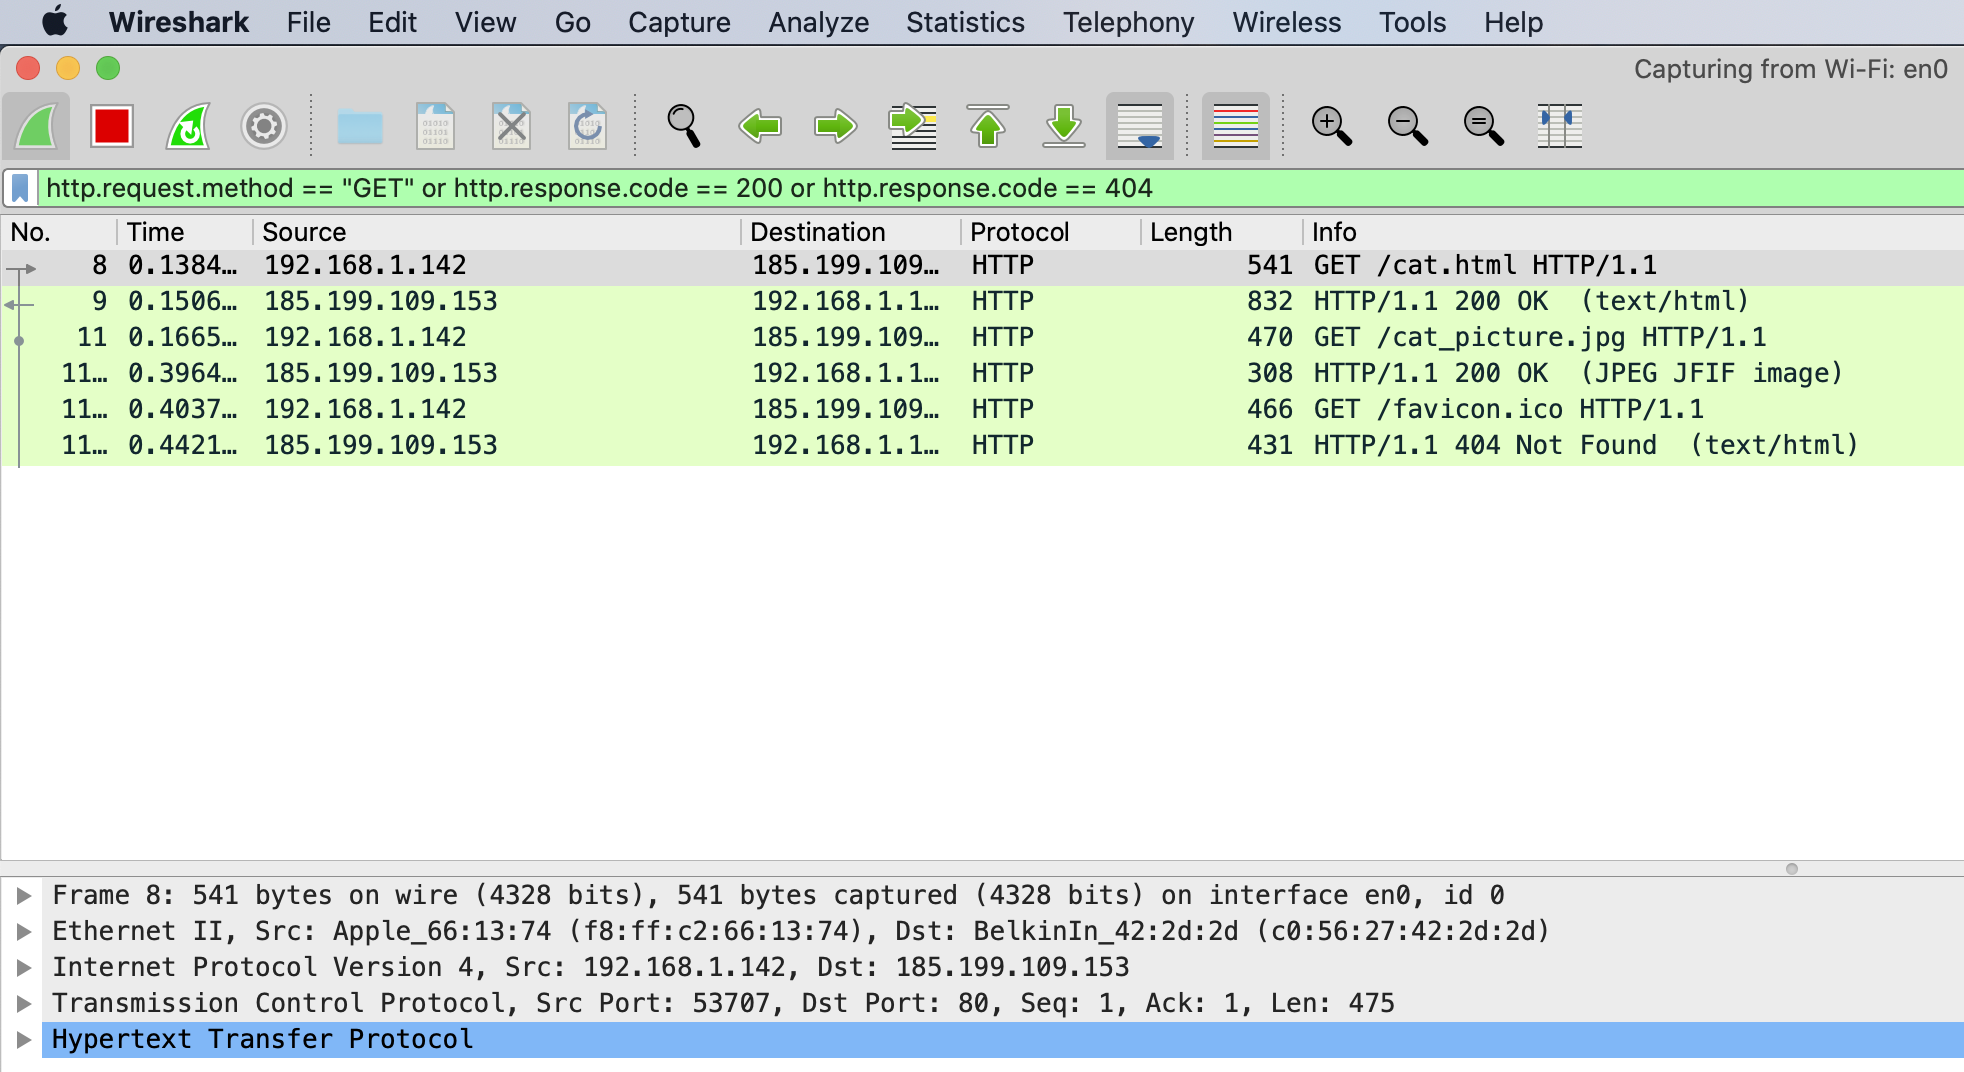 Wireshark File Edit View Go Capture Analyze Statistics Telephony Wireless Tools Help
Capturing from Wi-Fi: en0
http.request.method == "GET" or http.response.code == 200 or http.response.code == 404
No. Time Source Destination Protocol Length Info
8 0.1384… 192.168.1.142 185.199.109… HTTP 541 GET /cat.html HTTP/1.1
9 0.1506… 185.199.109.153 192.168.1.1… HTTP 832 HTTP/1.1 200 OK (text/html)
11 0.1665… 192.168.1.142 185.199.109… HTTP 470 GET /cat_picture.jpg HTTP/1.1
11… 0.3964… 185.199.109.153 192.168.1.1… HTTP 308 HTTP/1.1 200 OK (JPEG JFIF image)
11… 0.4037… 192.168.1.142 185.199.109… HTTP 466 GET /favicon.ico HTTP/1.1
11… 0.4421… 185.199.109.153 192.168.1.1… HTTP 431 HTTP/1.1 404 Not Found (text/html)
Frame 8: 541 bytes on wire (4328 bits), 541 bytes captured (4328 bits) on interface en0, id 0
Ethernet II, Src: Apple_66:13:74 (f8:ff:c2:66:13:74), Dst: BelkinIn_42:2d:2d (c0:56:27:42:2d:2d)
Internet Protocol Version 4, Src: 192.168.1.142, Dst: 185.199.109.153
Transmission Control Protocol, Src Port: 53707, Dst Port: 80, Seq: 1, Ack: 1, Len: 475
Hypertext Transfer Protocol